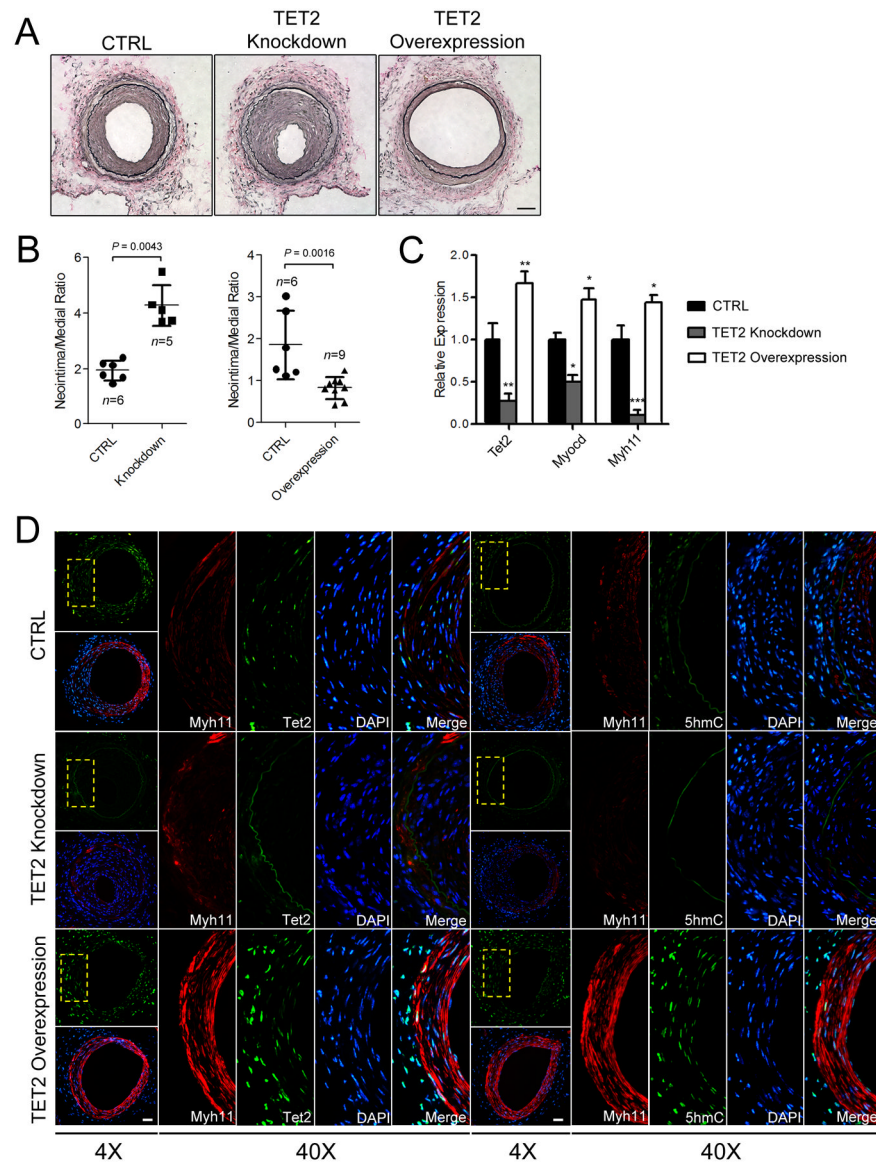 A
CTRL
TET2
Knockdown
TET2
Overexpression
B
Neointima/Medial Ratio
6
4
2
0
P = 0.0043
n=6
n=5
CTRL
Knockdown
Neointima/Medial Ratio
4
3
2
1
0
P = 0.0016
n=6
n=9
CTRL
Overexpression
C
Relative Expression
2.0
1.5
1.0
0.5
0.0
**
**
*
*
***
*
Tet2
Myocd
Myh11
CTRL
TET2 Knockdown
TET2 Overexpression
D
CTRL
Myh11 Tet2 DAPI Merge Myh11 5hmC DAPI Merge
TET2 Knockdown
Myh11 Tet2 DAPI Merge Myh11 5hmC DAPI Merge
TET2 Overexpression
Myh11 Tet2 DAPI Merge Myh11 5hmC DAPI Merge
4X 40X 4X 40X